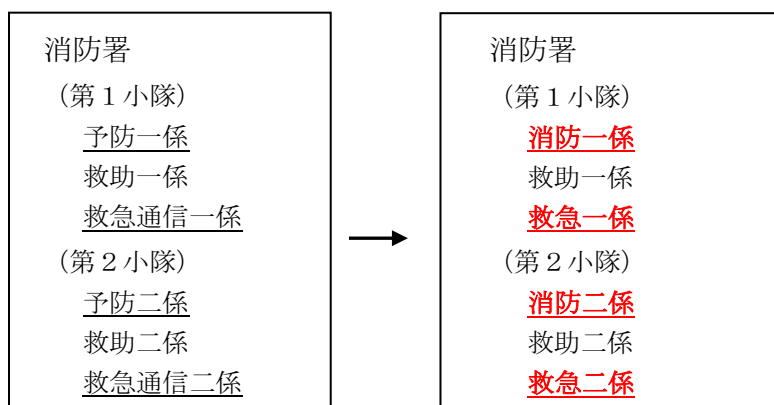 消防署
（第１小隊）
予防一係
救助一係
救急通信一係
（第２小隊）
予防二係
救助二係
救急通信二係
消防署
（第１小隊）
消防一係
救助一係
救急一係
（第２小隊）
消防二係
救助二係
救急二係